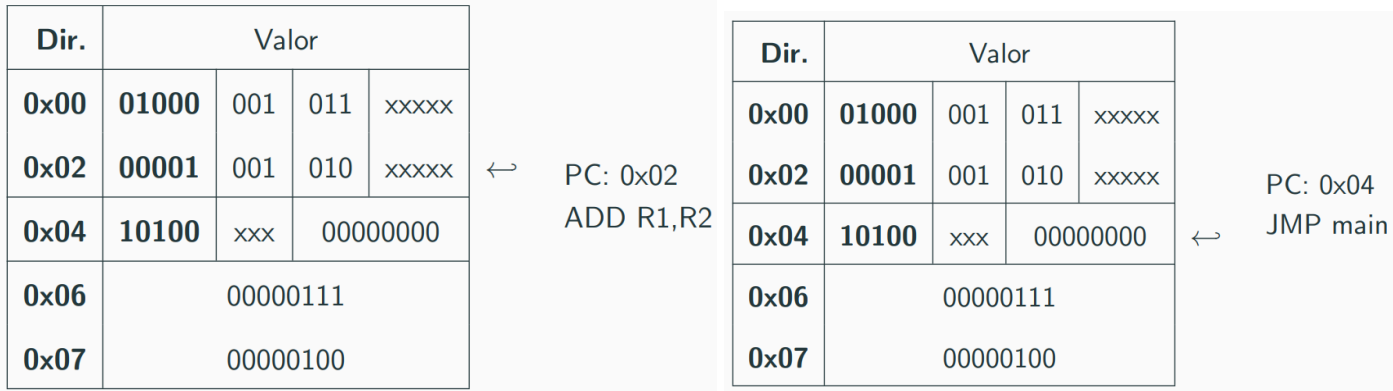 Dir. Valor
0x00 01000 001 011 xxxxx
0x02 00001 001 010 xxxxx ↩ PC: 0x02
ADD R1,R2
0x04 10100 xxx 00000000
0x06 00000111
0x07 00000100
Dir. Valor
0x00 01000 001 011 xxxxx
0x02 00001 001 010 xxxxx
0x04 10100 xxx 00000000 ↩ PC: 0x04
JMP main
0x06 00000111
0x07 00000100